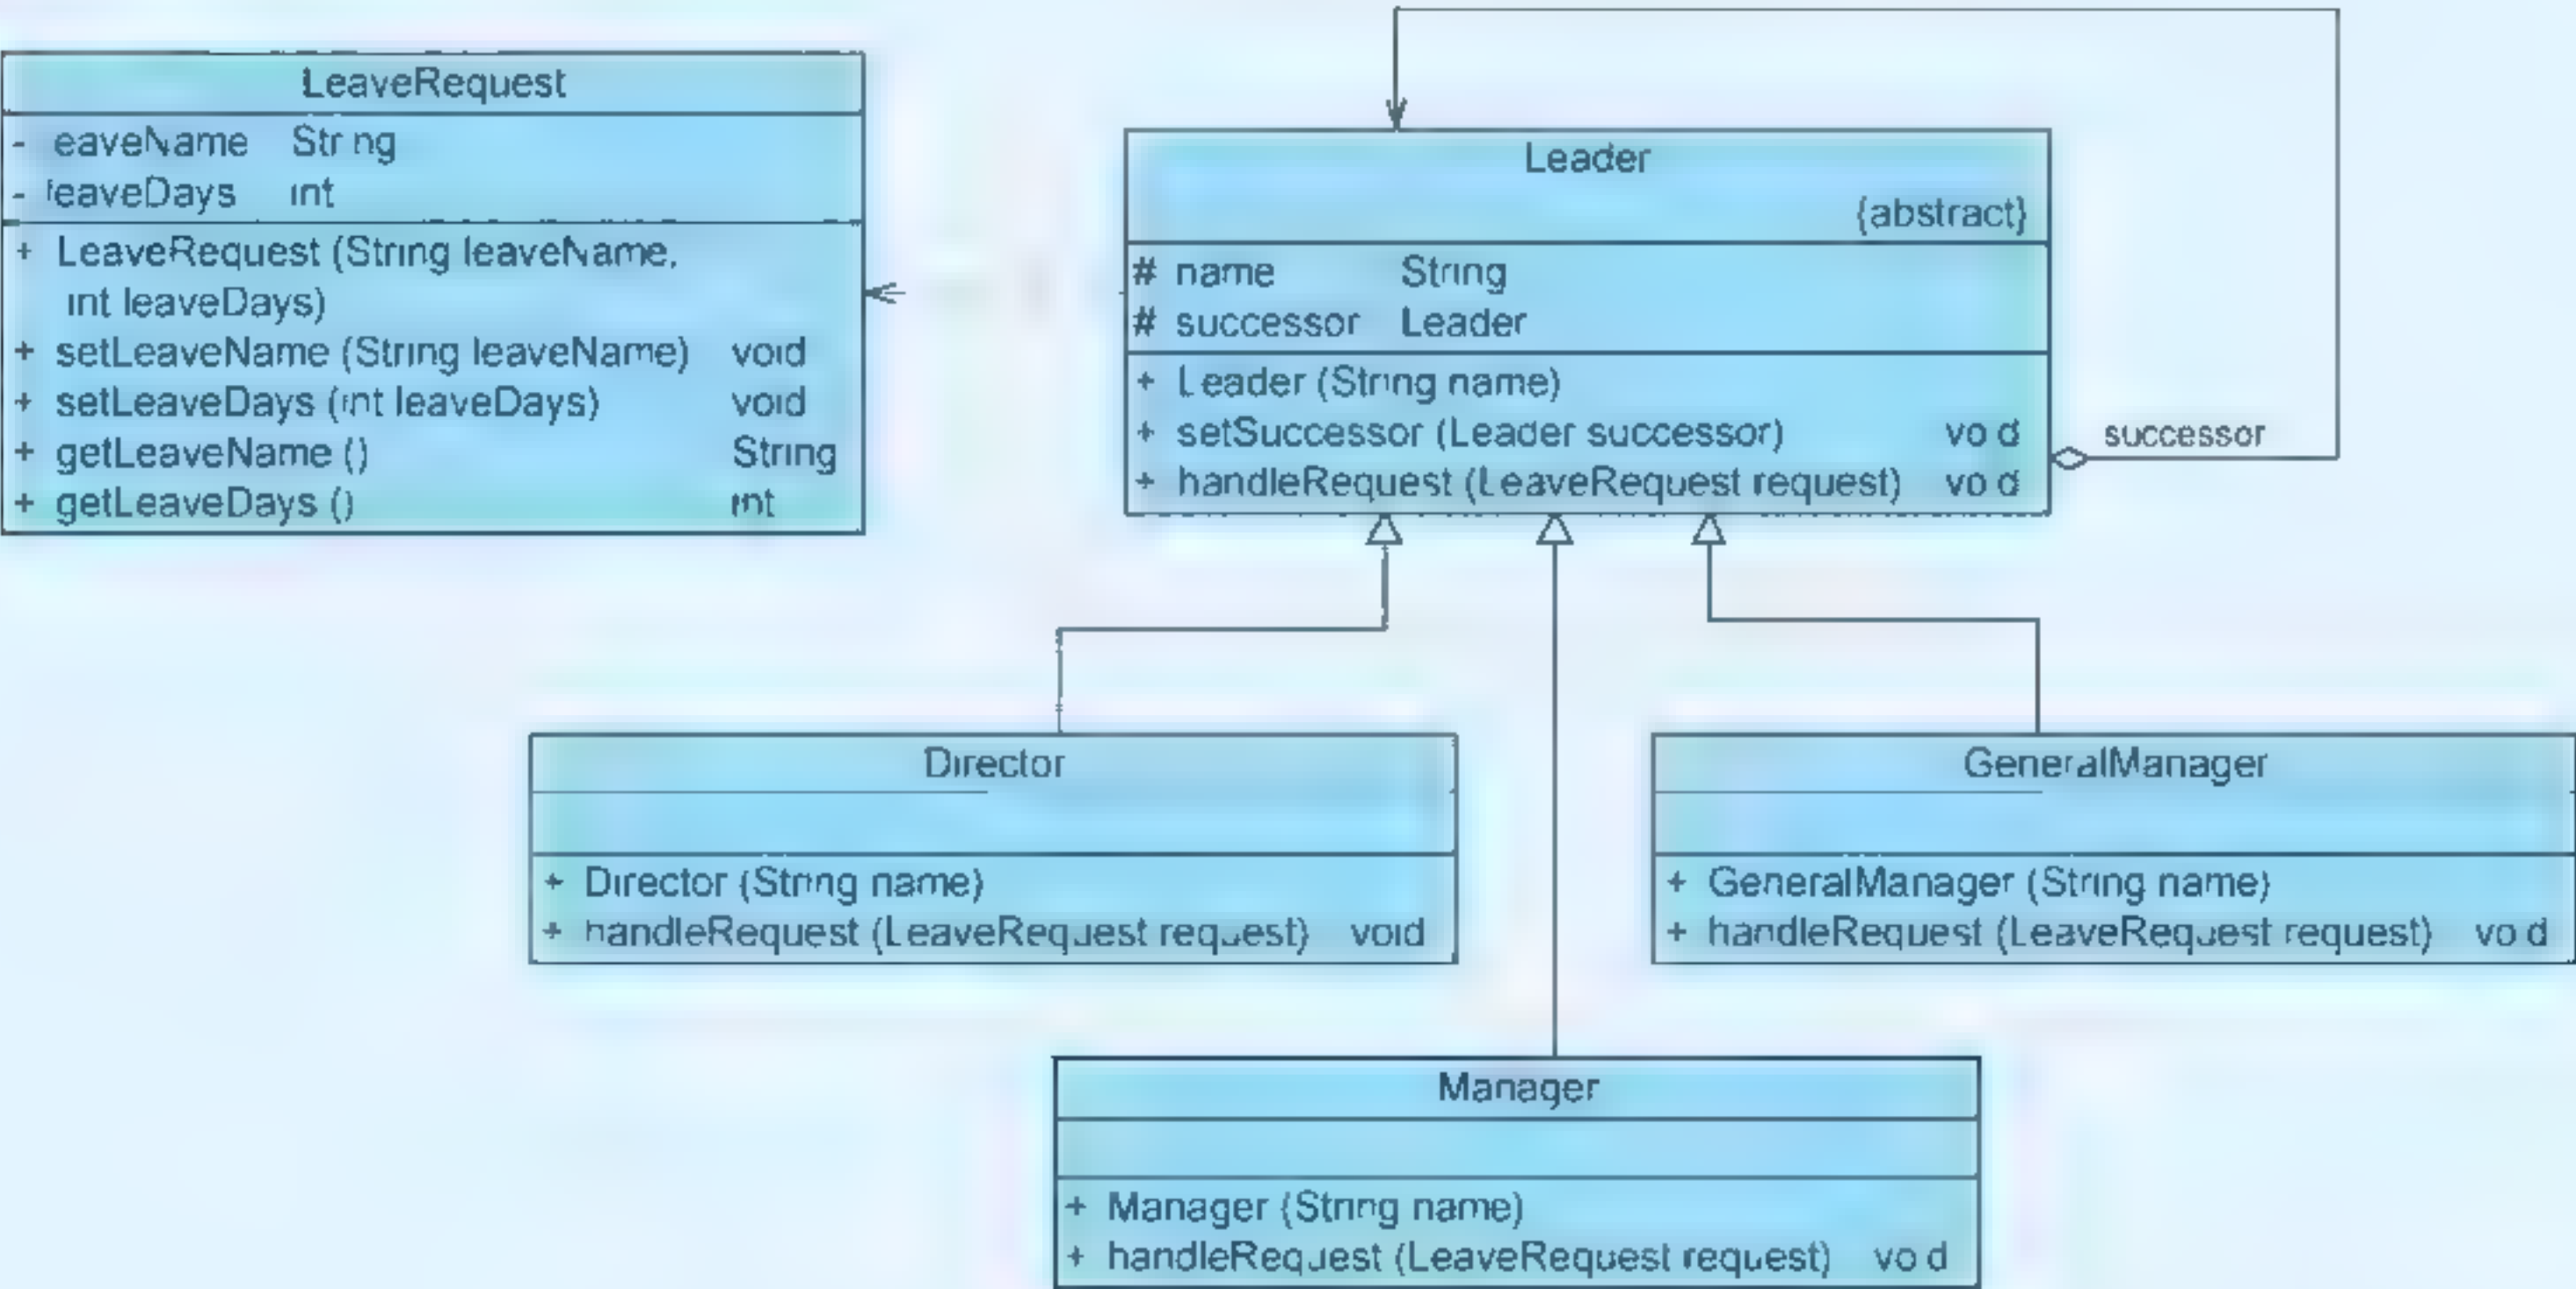 LeaveRequest
- eaveName Str ng
- leaveDays int
+ LeaveRequest (String leaveName,
int leaveDays)
+ setLeaveName (String leaveName) void
+ setLeaveDays (int leaveDays) void
+ getLeaveName () String
+ getLeaveDays () int
Leader
{abstract}
# name String
# successor Leader
+ Leader (String name)
+ setSuccessor (Leader successor) vo d
+ handleRequest (LeaveRequest request) vo d
successor
Director
+ Director (String name)
+ handleRequest (LeaveRequest request) void
GeneralManager
+ GeneralManager (String name)
+ handleRequest (LeaveRequest request) vo d
Manager
+ Manager (String name)
+ handleRequest (LeaveRequest request) vo d